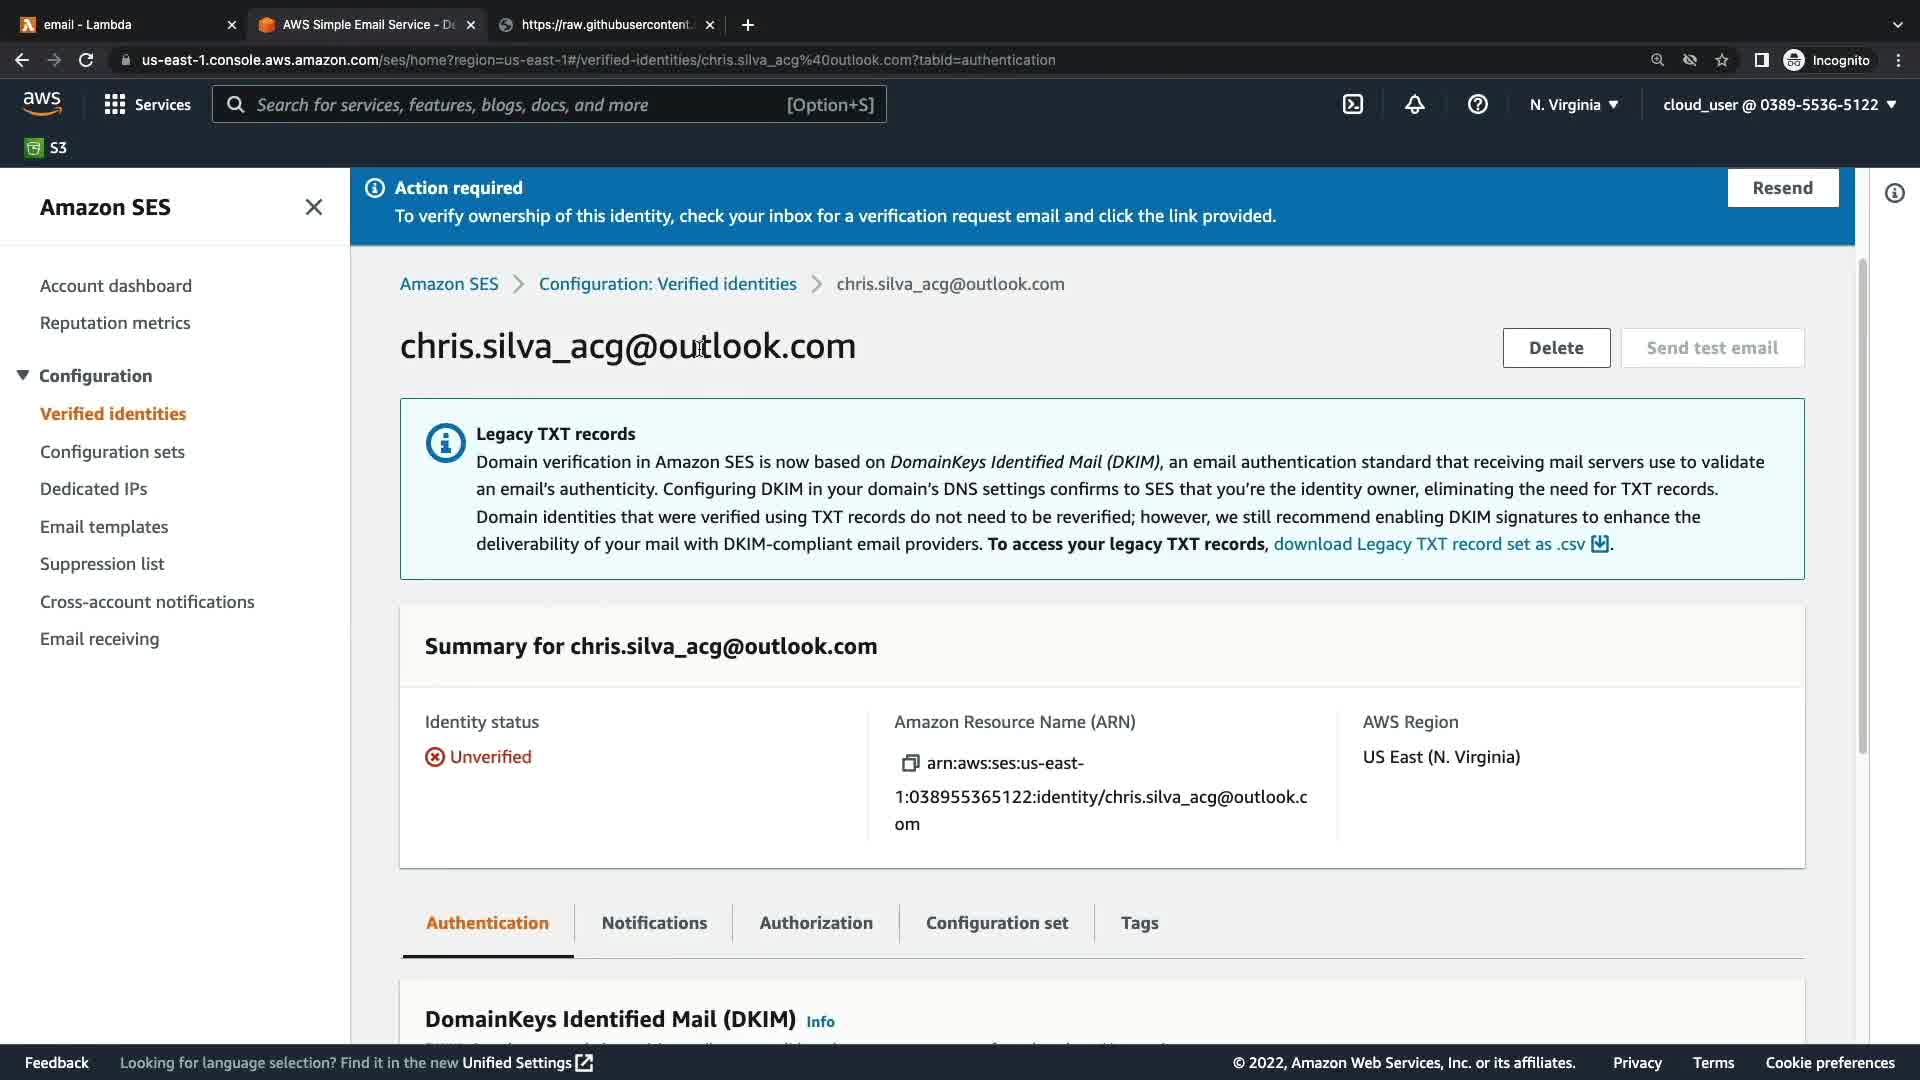 email - Lambda
AWS Simple Email Service - De
https://raw.githubusercontent.
us-east-1.console.aws.amazon.com/ses/home?region=us-east-1#/verified-identities/chris.silva_acg%40outlook.com?tabId=authentication
Incognito
aws
Services
Search for services, features, blogs, docs, and more
[Option+S]
N. Virginia
cloud_user @ 0389-5536-5122
S3
Amazon SES
Account dashboard
Reputation metrics
Configuration
Verified identities
Configuration sets
Dedicated IPs
Email templates
Suppression list
Cross-account notifications
Email receiving
Action required
To verify ownership of this identity, check your inbox for a verification request email and click the link provided.
Resend
Amazon SES
Configuration: Verified identities
chris.silva_acg@outlook.com
chris.silva_acg@outlook.com
Delete
Send test email
Legacy TXT records
Domain verification in Amazon SES is now based on DomainKeys Identified Mail (DKIM), an email authentication standard that receiving mail servers use to validate
an email's authenticity. Configuring DKIM in your domain's DNS settings confirms to SES that you're the identity owner, eliminating the need for TXT records.
Domain identities that were verified using TXT records do not need to be reverified; however, we still recommend enabling DKIM signatures to enhance the
deliverability of your mail with DKIM-compliant email providers. To access your legacy TXT records, download Legacy TXT record set as .csv .
Summary for chris.silva_acg@outlook.com
Identity status
Unverified
Amazon Resource Name (ARN)
arn:aws:ses:us-east-
1:038955365122:identity/chris.silva_acg@outlook.c
om
AWS Region
US East (N. Virginia)
Authentication
Notifications
Authorization
Configuration set
Tags
DomainKeys Identified Mail (DKIM)
Info
Feedback
Looking for language selection? Find it in the new Unified Settings
© 2022, Amazon Web Services, Inc. or its affiliates.
Privacy
Terms
Cookie preferences